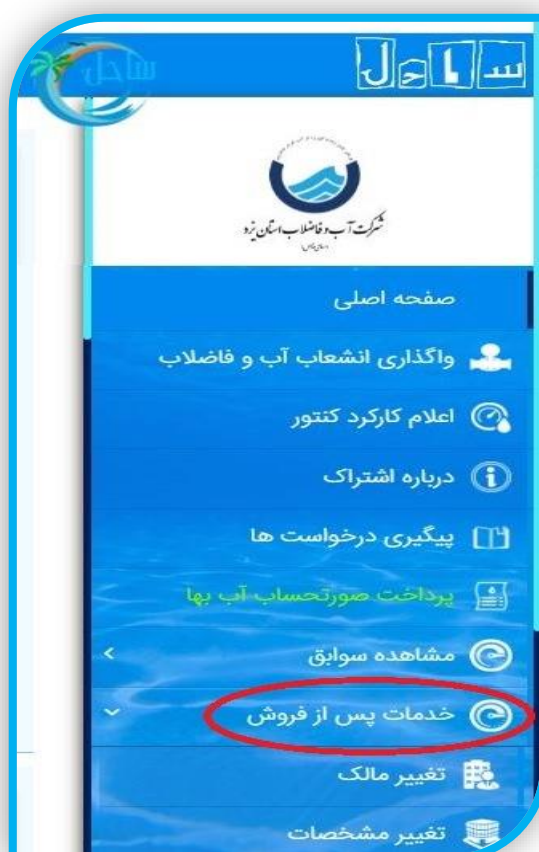 ساحل
ساحل
شرکت آب و فاضلاب استان یزد
صفحه اصلی
واگذاری انشعاب آب و فاضلاب
اعلام کارکرد کنتور
درباره اشتراک
پیگیری درخواست ها
پرداخت صورتحساب آب بها
مشاهده سوابق
خدمات پس از فروش
تغییر مالک
تغییر مشخصات